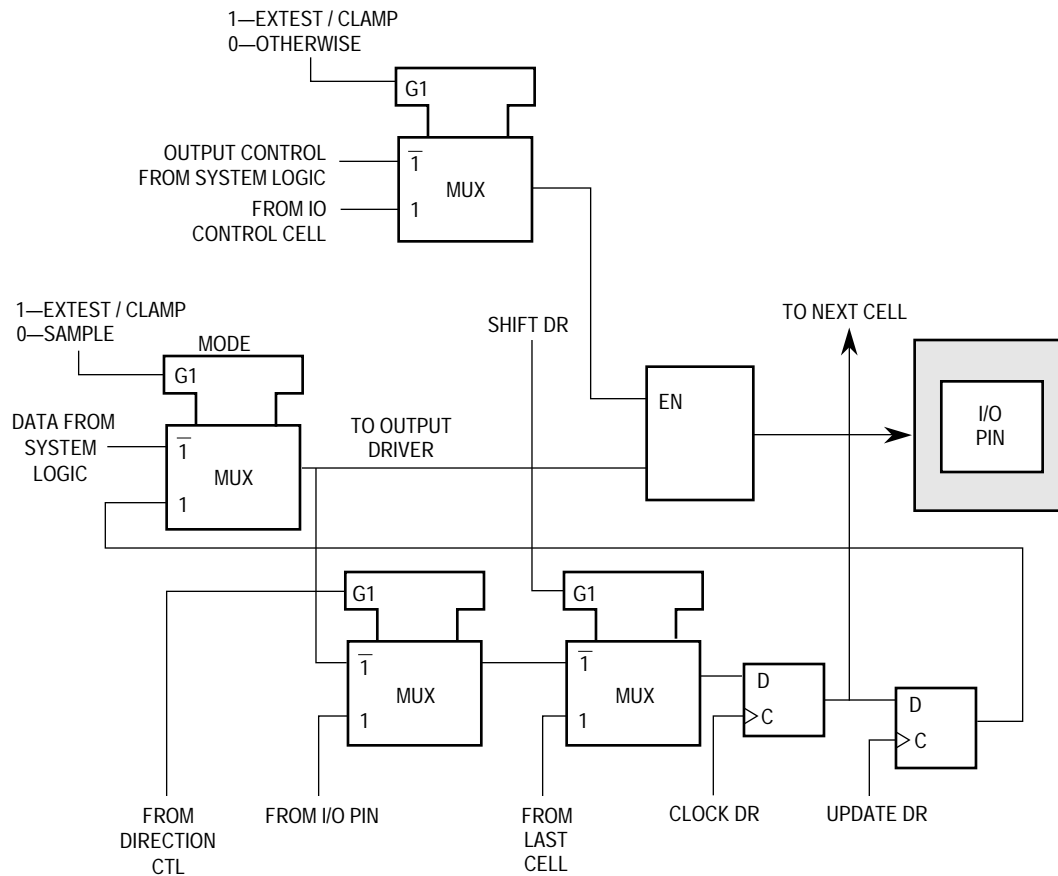 1—EXTEST / CLAMP
0—OTHERWISE
G1
OUTPUT CONTROL
FROM SYSTEM LOGIC
1̅
MUX
FROM IO
CONTROL CELL
1
1—EXTEST / CLAMP
0—SAMPLE
MODE
G1
DATA FROM
SYSTEM
LOGIC
1̅
MUX
1
TO OUTPUT
DRIVER
SHIFT DR
TO NEXT CELL
EN
I/O
PIN
G1
1̅
MUX
1
G1
1̅
MUX
1
D
C
D
C
FROM
DIRECTION
CTL
FROM I/O PIN
FROM
LAST
CELL
CLOCK DR
UPDATE DR